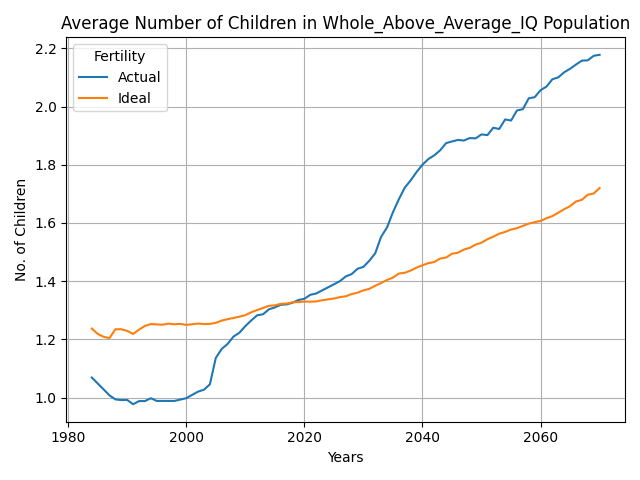 Average Number of Children in Whole_Above_Average_IQ Population
Fertility
Actual
Ideal
No. of Children
2.2
2.0
1.8
1.6
1.4
1.2
1.0
1980 2000 2020 2040 2060
Years